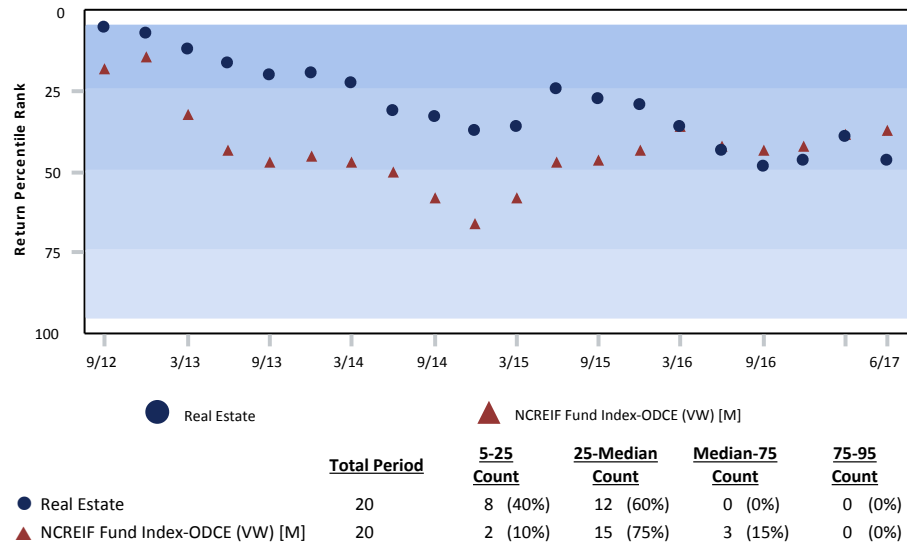 0
25
50
75
100
Return Percentile Rank
9/12 3/13 9/13 3/14 9/14 3/15 9/15 3/16 9/16 6/17
Real Estate NCREIF Fund Index-ODCE (VW) [M]
Total Period 5-25 Count 25-Median Count Median-75 Count 75-95 Count
Real Estate 20 8 (40%) 12 (60%) 0 (0%) 0 (0%)
NCREIF Fund Index-ODCE (VW) [M] 20 2 (10%) 15 (75%) 3 (15%) 0 (0%)